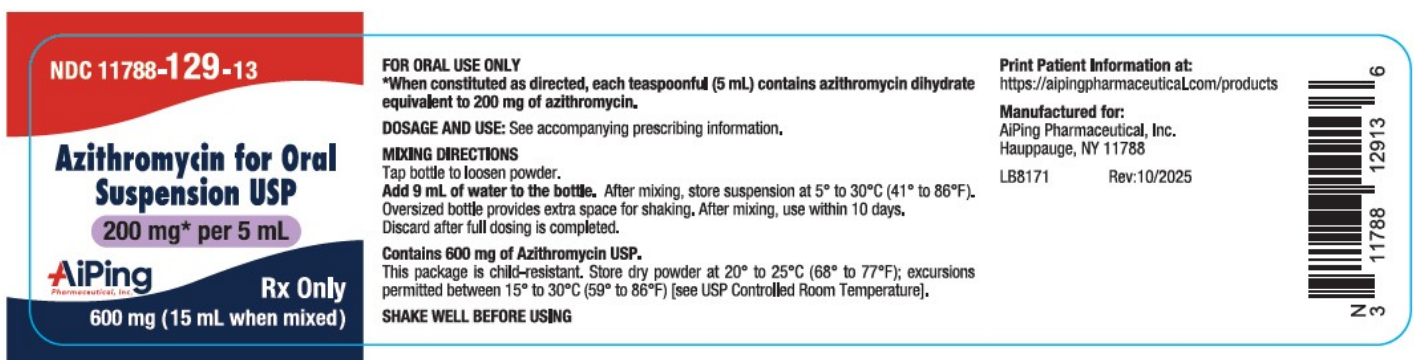 NDC 11788-129-13
Azithromycin for Oral
Suspension USP
200 mg* per 5 mL
AiPing
Pharmaceutical, Inc.
Rx Only
600 mg (15 mL when mixed)
FOR ORAL USE ONLY
*When constituted as directed, each teaspoonful (5 mL) contains azithromycin dihydrate
equivalent to 200 mg of azithromycin.
DOSAGE AND USE: See accompanying prescribing information.
MIXING DIRECTIONS
Tap bottle to loosen powder.
Add 9 mL of water to the bottle. After mixing, store suspension at 5° to 30°C (41° to 86°F).
Oversized bottle provides extra space for shaking. After mixing, use within 10 days.
Discard after full dosing is completed.
Contains 600 mg of Azithromycin USP.
This package is child-resistant. Store dry powder at 20° to 25°C (68° to 77°F); excursions
permitted between 15° to 30°C (59° to 86°F) [see USP Controlled Room Temperature].
SHAKE WELL BEFORE USING
Print Patient Information at:
https://aipingpharmaceutical.com/products
Manufactured for:
AiPing Pharmaceutical, Inc.
Hauppauge, NY 11788
LB8171 Rev:10/2025
N 3 11788 12913 6